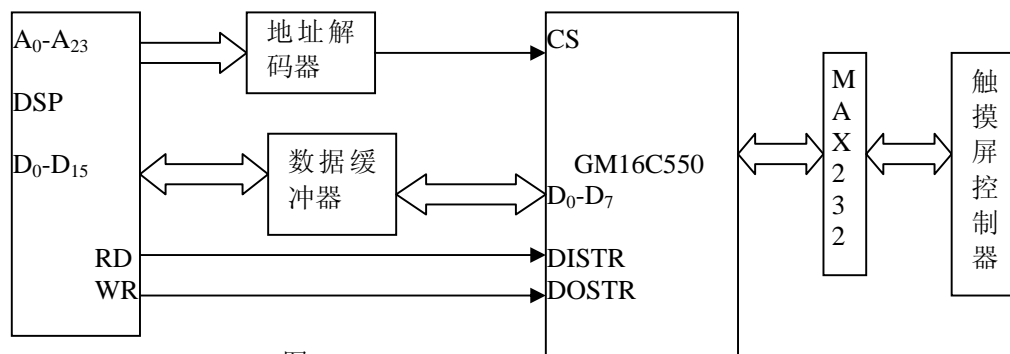 A₀-A₂₃
DSP
D₀-D₁₅
RD
WR
地址解
码器
数据缓
冲器
CS
GM16C550
D₀-D₇
DISTR
DOSTR
M
A
X
2
3
2
触
摸
屏
控
制
器